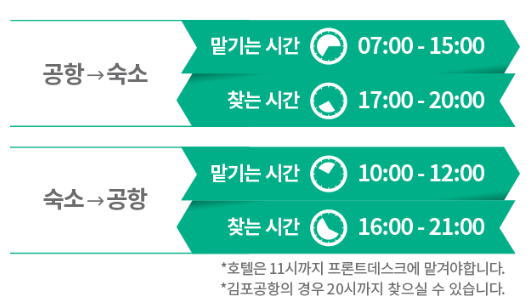 공항→숙소
맡기는 시간 07:00 - 15:00
찾는 시간 17:00 - 20:00
숙소→공항
맡기는 시간 10:00 - 12:00
찾는 시간 16:00 - 21:00
*호텔은 11시까지 프론트데스크에 맡겨야합니다.
*김포공항의 경우 20시까지 찾으실 수 있습니다.